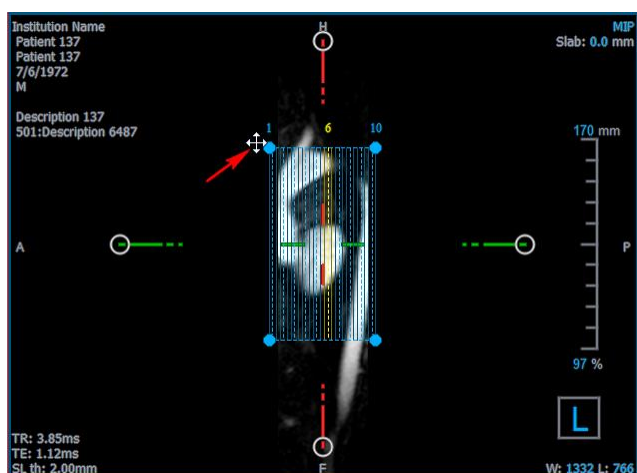 Institution Name
Patient 137
Patient 137
7/6/1972
M
Description 137
501:Description 6487
H
MIP
Slab: 0.0 mm
1 6 10
170 mm
A
P
97 %
L
TR: 3.85ms
TE: 1.12ms
SL th: 2.00mm
F
W: 1332 L: 766